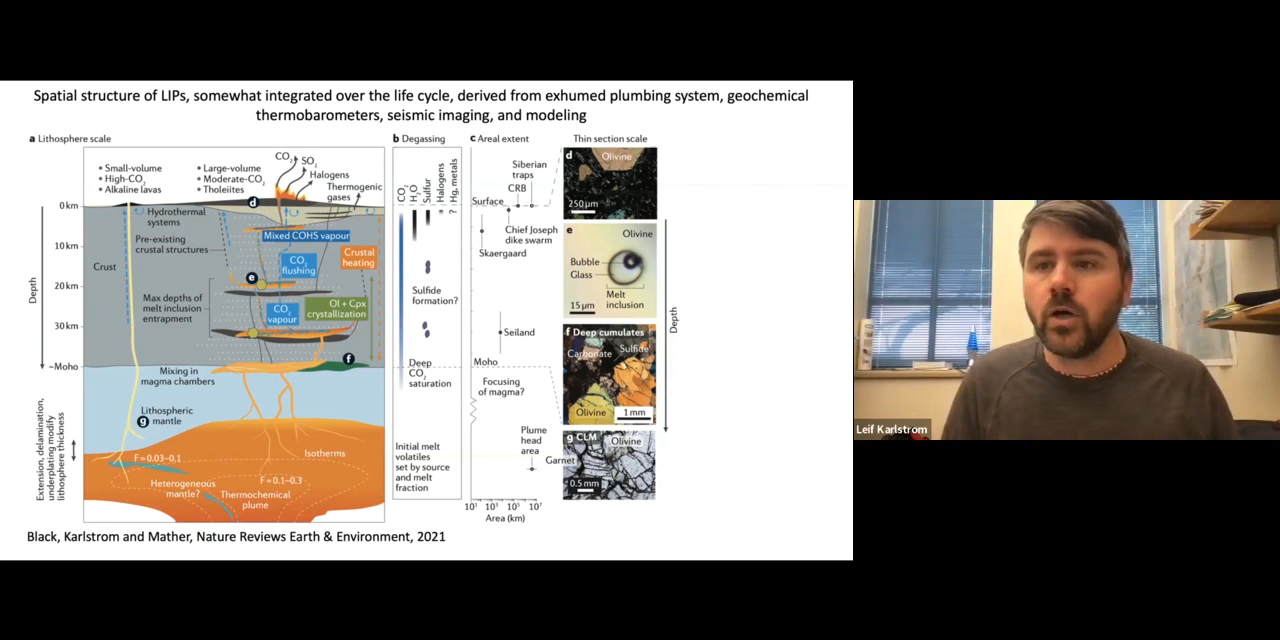 Spatial structure of LIPs, somewhat integrated over the life cycle, derived from exhumed plumbing system, geochemical
thermobarometers, seismic imaging, and modeling
a Lithosphere scale
• Small-volume
• High-CO2
• Alkaline lavas
• Large-volume
• Moderate-CO2
• Tholeiites
CO2
SO2
Halogens
Thermogenic
gases
d
0 km
10 km
20 km
30 km
~Moho
Depth
Hydrothermal
systems
Pre-existing
crustal structures
Crust
Mixed COHS vapour
CO2
flushing
Crustal
heating
e
Max depths of
melt inclusion
entrapment
CO2
vapour
Ol + Cpx
crystallization
f
Mixing in
magma chambers
Lithospheric
g mantle
Extension, delamination,
underplating modify
lithosphere thickness
F=0.03–0.1
Isotherms
Heterogeneous
mantle?
F=0.1–0.3
Thermochemical
plume
b Degassing
CO2
H2O
Sulfur
Halogens
? Hg, metals
Sulfide
formation?
Deep
CO2
saturation
Initial melt
volatiles
set by source
and melt
fraction
c Areal extent
Siberian
traps
CRB
Surface
Chief Joseph
dike swarm
Skaergaard
Seiland
Moho
Focusing
of magma?
Plume
head
area
10¹ 10³ 10⁵ 10⁷
Area (km)
Thin section scale
d
Olivine
250 µm
e
Olivine
Bubble
Glass
Melt
inclusion
15 µm
f Deep cumulates
Carbonate
Sulfide
Olivine
1 mm
g CLM
Olivine
Garnet
0.5 mm
Depth
Black, Karlstrom and Mather, Nature Reviews Earth & Environment, 2021
Leif Karlstrom